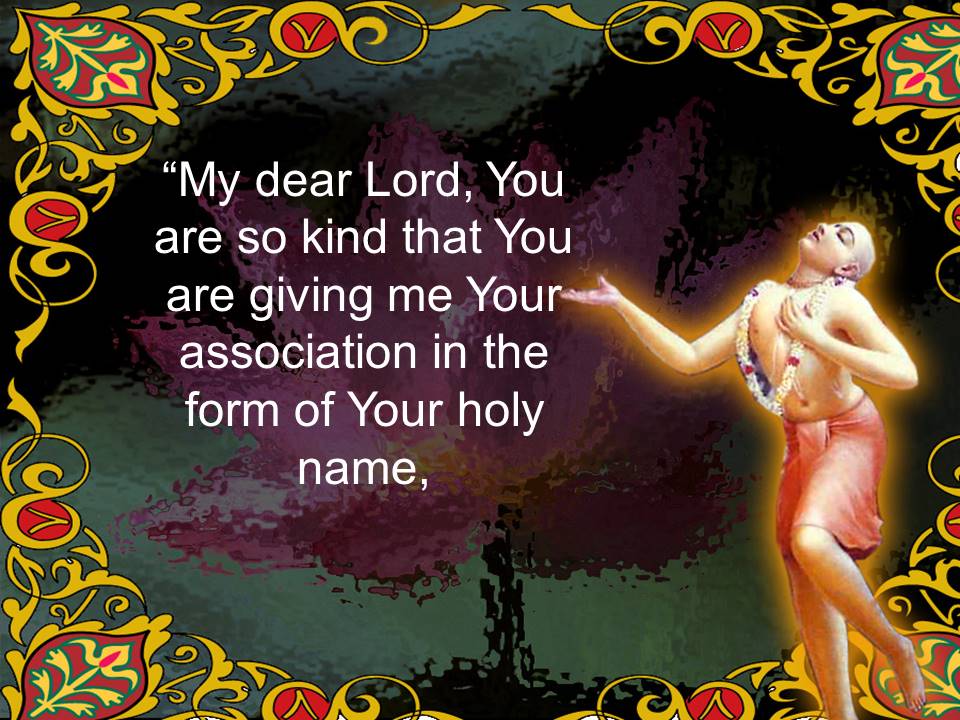 “My dear Lord, You
are so kind that You
are giving me Your
association in the
form of Your holy
name,